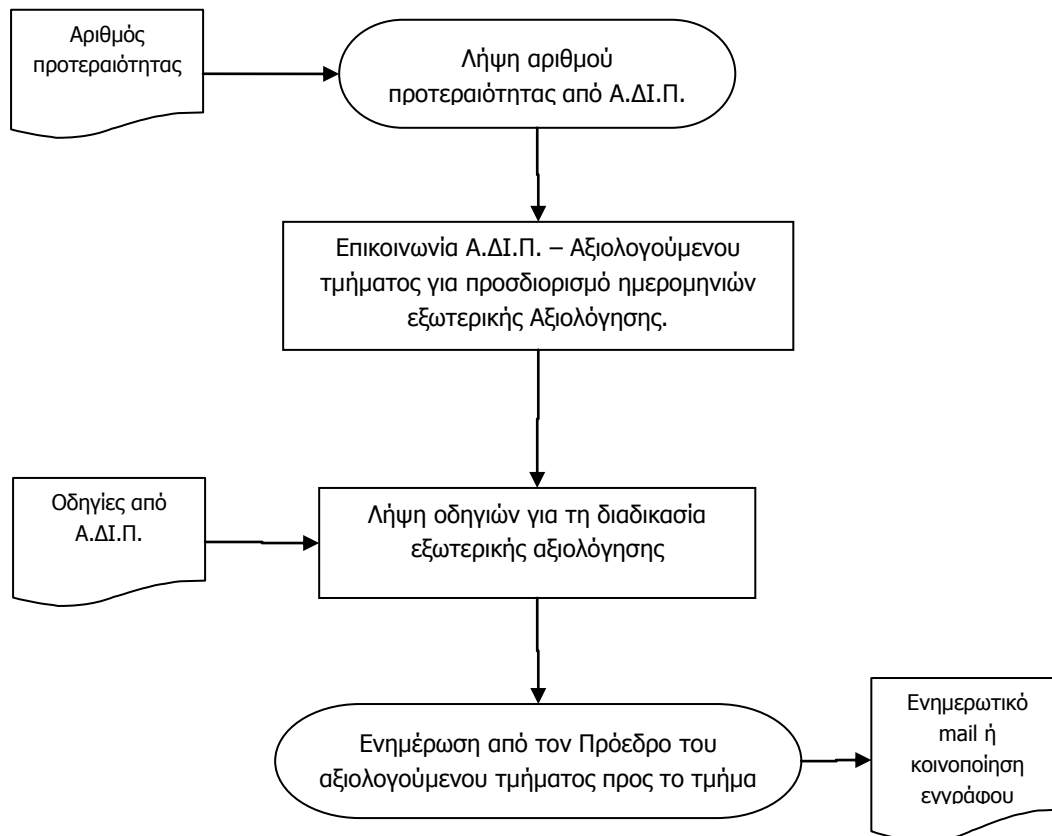 Αριθμός
προτεραιότητας
Λήψη αριθμού
προτεραιότητας από Α.ΔΙ.Π.
Επικοινωνία Α.ΔΙ.Π. – Αξιολογούμενου
τμήματος για προσδιορισμό ημερομηνιών
εξωτερικής Αξιολόγησης.
Οδηγίες από
Α.ΔΙ.Π.
Λήψη οδηγιών για τη διαδικασία
εξωτερικής αξιολόγησης
Ενημέρωση από τον Πρόεδρο του
αξιολογούμενου τμήματος προς το τμήμα
Ενημερωτικό
mail ή
κοινοποίηση
εγγράφου